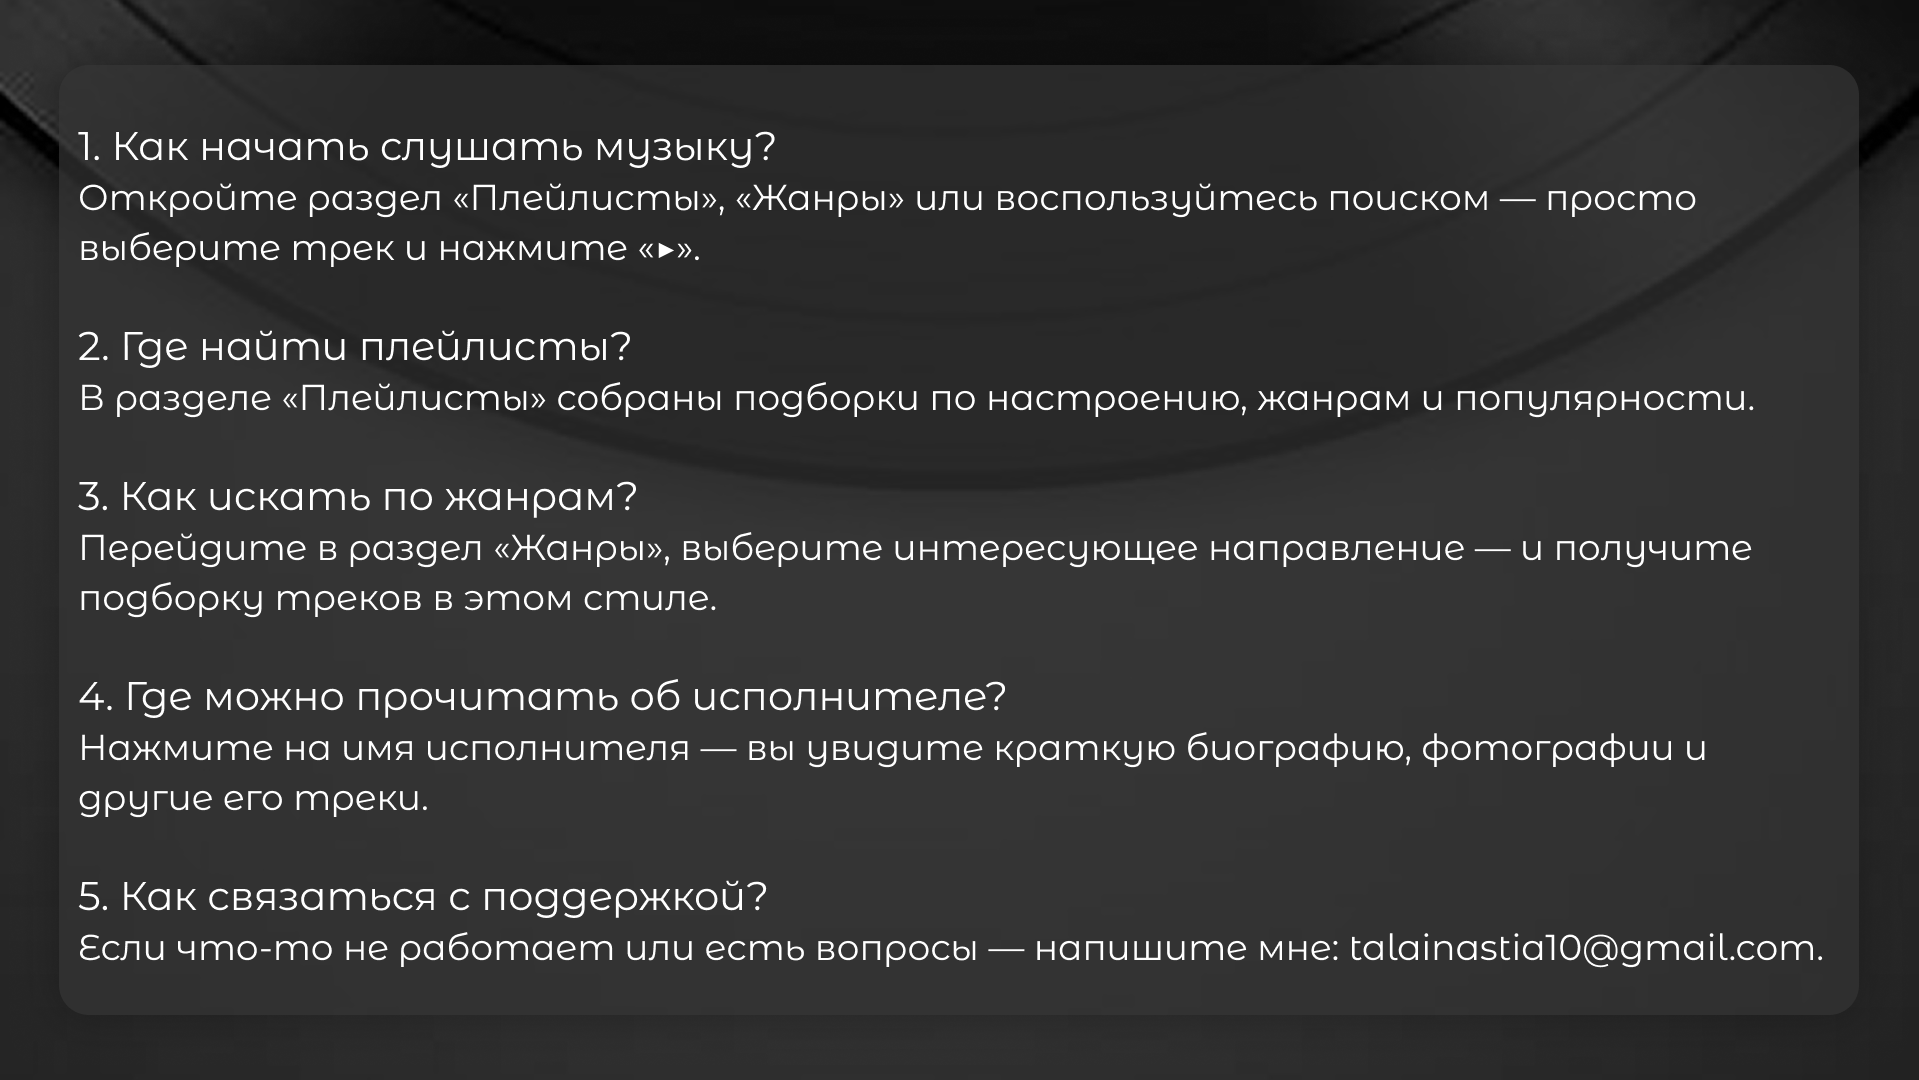 1. Как начать слушать музыку?
Откройте раздел «Плейлисты», «Жанры» или воспользуйтесь поиском — просто
выберите трек и нажмите «▸».
2. Где найти плейлисты?
В разделе «Плейлисты» собраны подборки по настроению, жанрам и популярности.
3. Как искать по жанрам?
Перейдите в раздел «Жанры», выберите интересующее направление — и получите
подборку треков в этом стиле.
4. Где можно прочитать об исполнителе?
Нажмите на имя исполнителя — вы увидите краткую биографию, фотографии и
другие его треки.
5. Как связаться с поддержкой?
Если что-то не работает или есть вопросы — напишите мне: talainastia10@gmail.com.